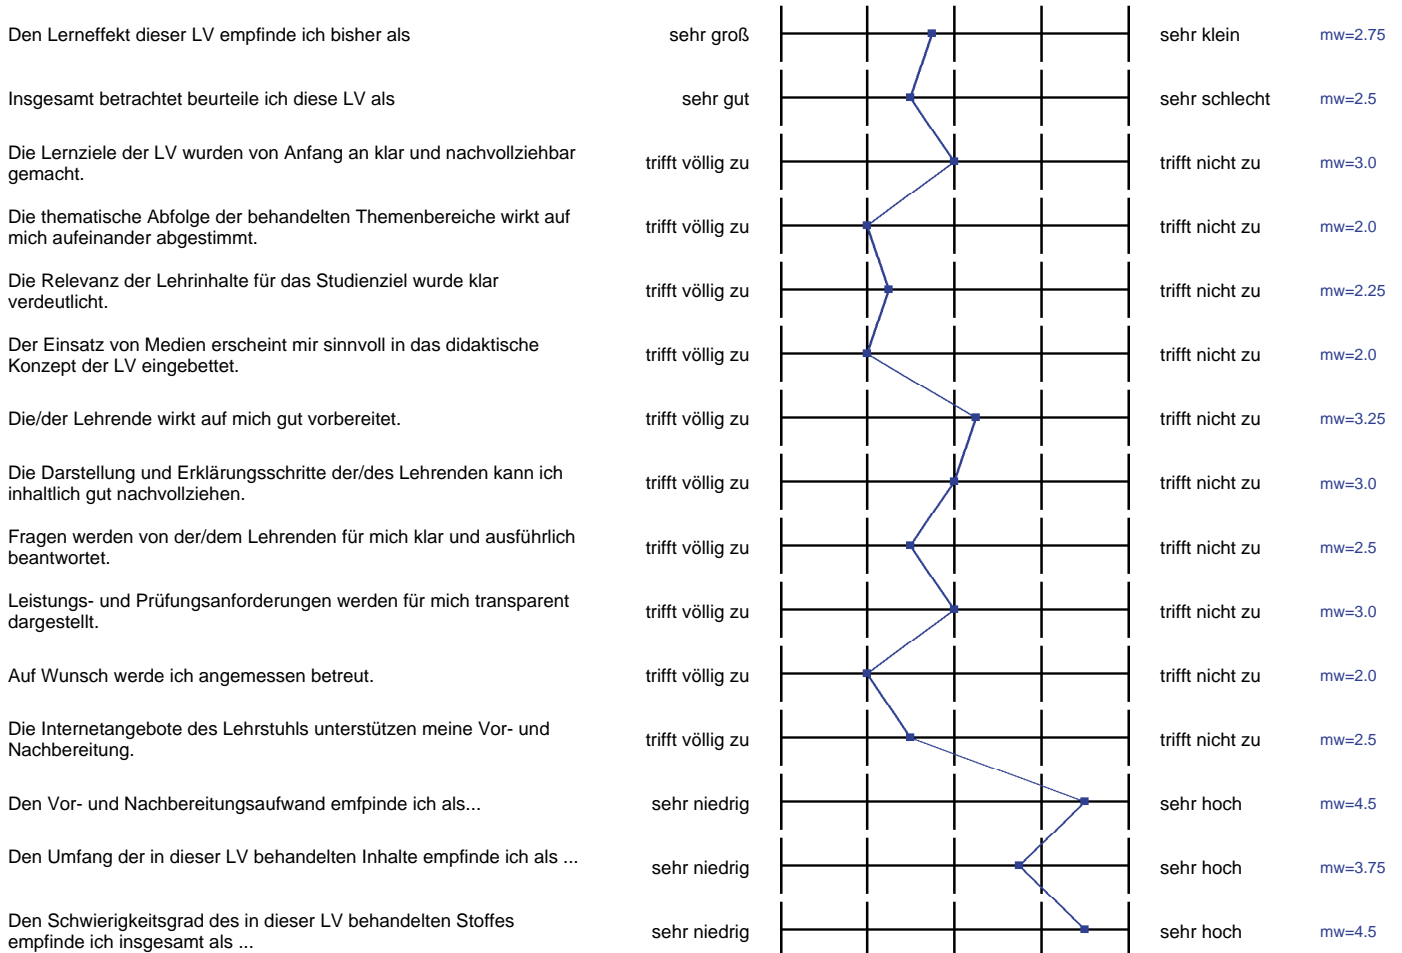 Den Lerneffekt dieser LV empfinde ich bisher als sehr groß sehr klein mw=2.75
Insgesamt betrachtet beurteile ich diese LV als sehr gut sehr schlecht mw=2.5
Die Lernziele der LV wurden von Anfang an klar und nachvollziehbar
gemacht. trifft völlig zu trifft nicht zu mw=3.0
Die thematische Abfolge der behandelten Themenbereiche wirkt auf
mich aufeinander abgestimmt. trifft völlig zu trifft nicht zu mw=2.0
Die Relevanz der Lehrinhalte für das Studienziel wurde klar
verdeutlicht. trifft völlig zu trifft nicht zu mw=2.25
Der Einsatz von Medien erscheint mir sinnvoll in das didaktische
Konzept der LV eingebettet. trifft völlig zu trifft nicht zu mw=2.0
Die/der Lehrende wirkt auf mich gut vorbereitet. trifft völlig zu trifft nicht zu mw=3.25
Die Darstellung und Erklärungsschritte der/des Lehrenden kann ich
inhaltlich gut nachvollziehen. trifft völlig zu trifft nicht zu mw=3.0
Fragen werden von der/dem Lehrenden für mich klar und ausführlich
beantwortet. trifft völlig zu trifft nicht zu mw=2.5
Leistungs- und Prüfungsanforderungen werden für mich transparent
dargestellt. trifft völlig zu trifft nicht zu mw=3.0
Auf Wunsch werde ich angemessen betreut. trifft völlig zu trifft nicht zu mw=2.0
Die Internetangebote des Lehrstuhls unterstützen meine Vor- und
Nachbereitung. trifft völlig zu trifft nicht zu mw=2.5
Den Vor- und Nachbereitungsaufwand emfpinde ich als... sehr niedrig sehr hoch mw=4.5
Den Umfang der in dieser LV behandelten Inhalte empfinde ich als ... sehr niedrig sehr hoch mw=3.75
Den Schwierigkeitsgrad des in dieser LV behandelten Stoffes
empfinde ich insgesamt als ... sehr niedrig sehr hoch mw=4.5